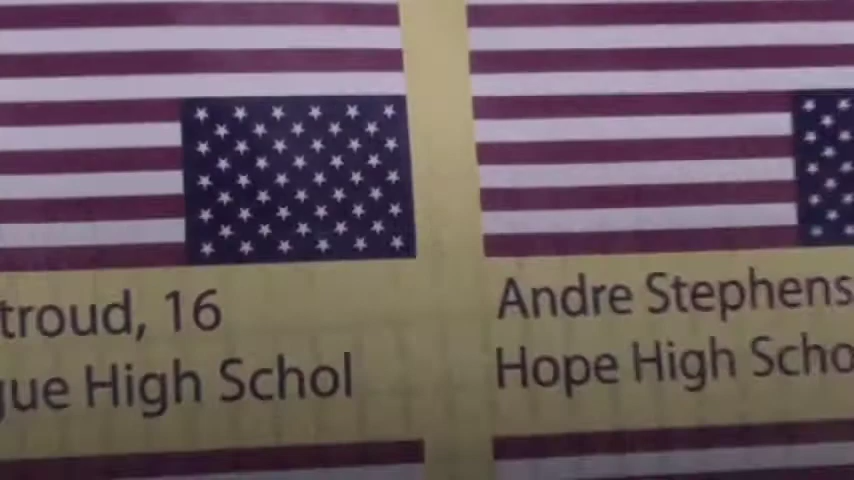 troud, 16
gue High Schol
Andre Stephens
Hope High Scho